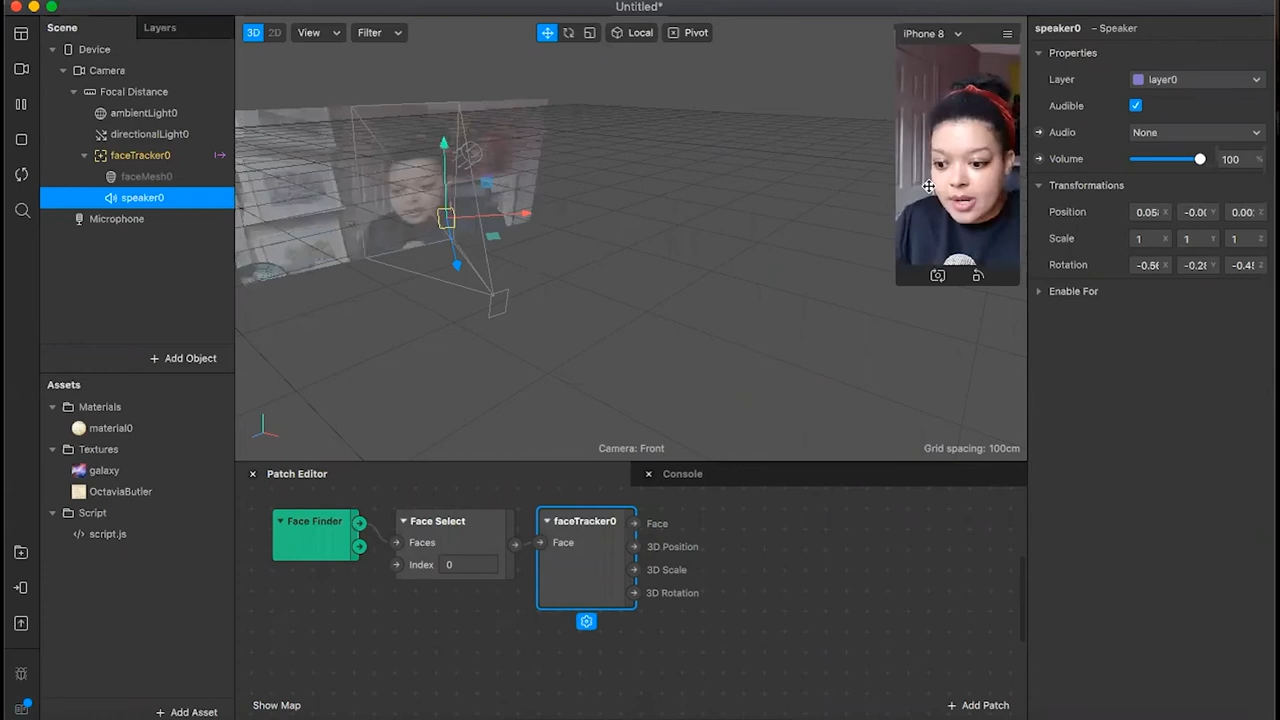 Untitled*
Scene
Layers
Device
Camera
Focal Distance
ambientLight0
directionalLight0
faceTracker0
faceMesh0
speaker0
Microphone
+ Add Object
Assets
Materials
material0
Textures
galaxy
OctaviaButler
Script
script.js
+ Add Asset
3D 2D View Filter
Local Pivot
iPhone 8
Camera: Front
Grid spacing: 100cm
Patch Editor
Console
Face Finder
Face Select
Faces
Index 0
faceTracker0
Face
Face
3D Position
3D Scale
3D Rotation
Show Map
+ Add Patch
speaker0 – Speaker
Properties
Layer layer0
Audible
Audio None
Volume 100 %
Transformations
Position X Y Z
Scale 1 X 1 Y 1 Z
Rotation X Y Z
Enable For